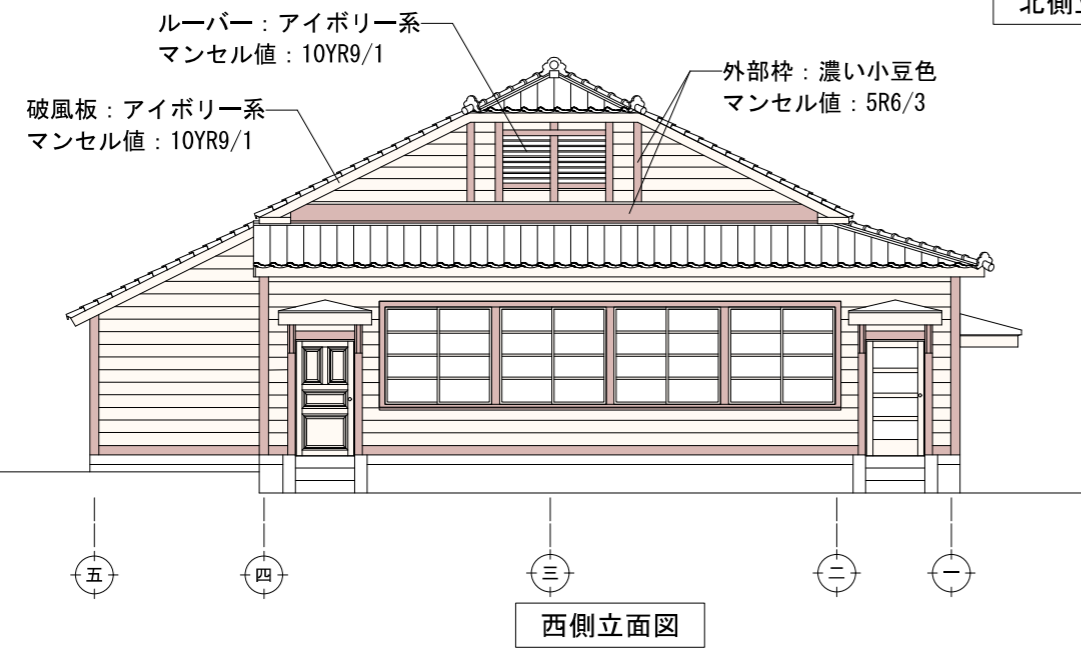 北側
ルーバー：アイボリー系
マンセル値：10YR9/1
外部枠：濃い小豆色
マンセル値：5R6/3
破風板：アイボリー系
マンセル値：10YR9/1
五
四
三
二
一
西側立面図